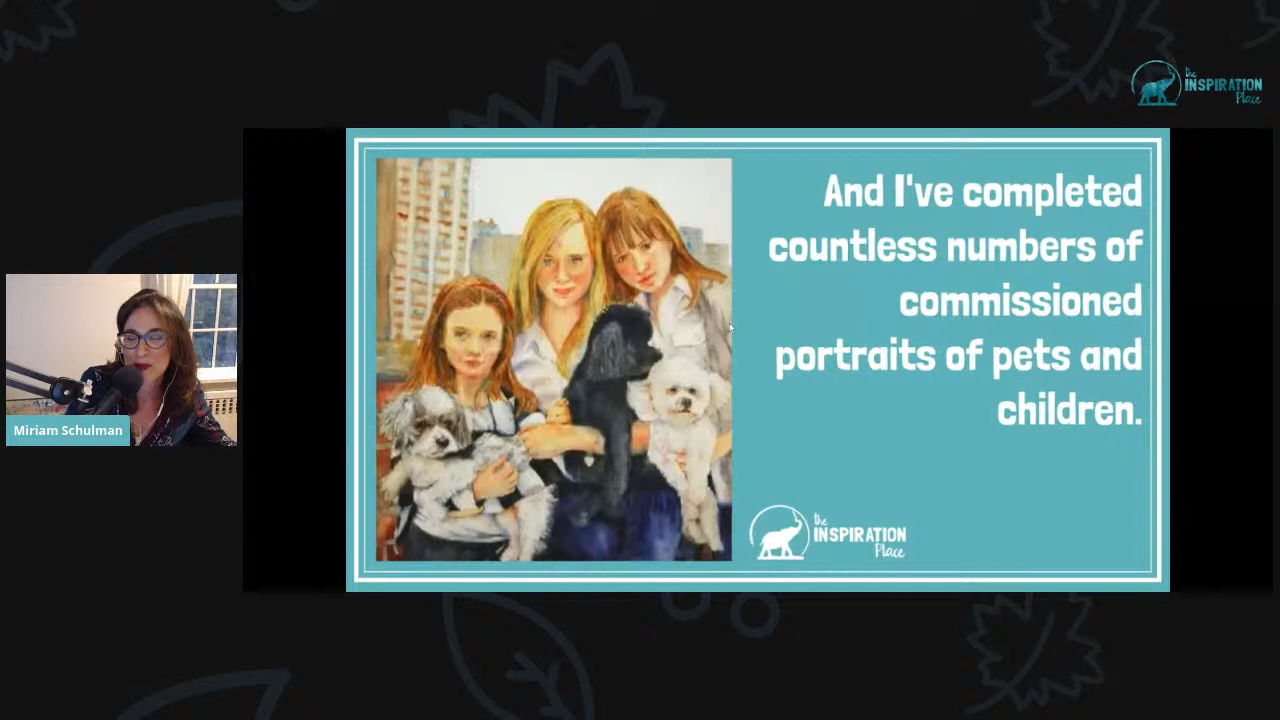 the
INSPIRATION
Place
And I've completed
countless numbers of
commissioned
portraits of pets and
children.
Miriam Schulman
the
INSPIRATION
Place